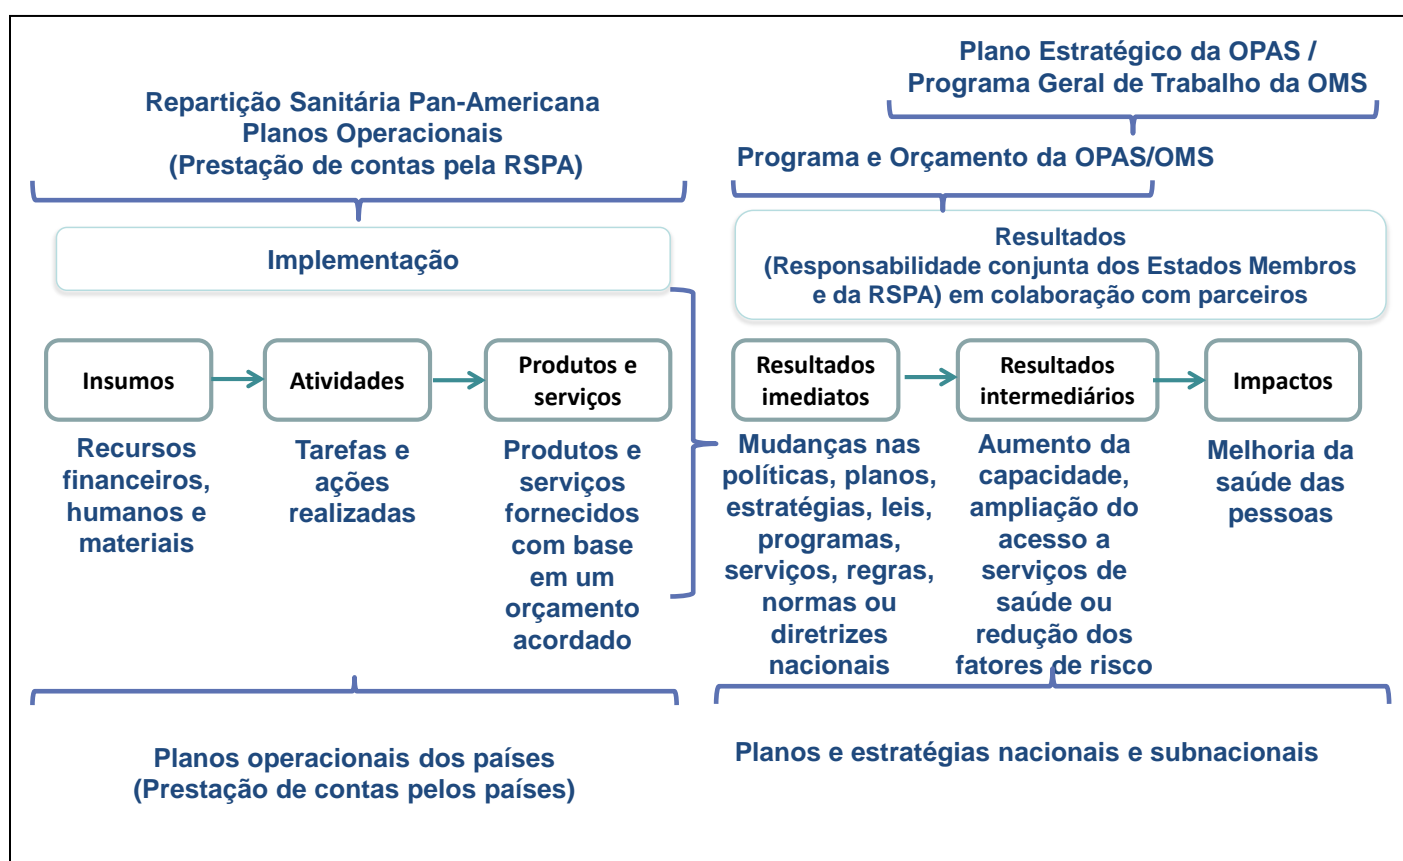 Plano Estratégico da OPAS /
Programa Geral de Trabalho da OMS
Repartição Sanitária Pan-Americana
Planos Operacionais
(Prestação de contas pela RSPA)
Programa e Orçamento da OPAS/OMS
Implementação
Resultados
(Responsabilidade conjunta dos Estados Membros
e da RSPA) em colaboração com parceiros
Insumos
Atividades
Produtos e
serviços
Resultados
imediatos
Resultados
intermediários
Impactos
Recursos
financeiros,
humanos e
materiais
Tarefas e
ações
realizadas
Produtos e
serviços
fornecidos
com base
em um
orçamento
acordado
Mudanças nas
políticas, planos,
estratégias, leis,
programas,
serviços, regras,
normas ou
diretrizes
nacionais
Aumento da
capacidade,
ampliação do
acesso a
serviços de
saúde ou
redução dos
fatores de risco
Melhoria da
saúde das
pessoas
Planos operacionais dos países
(Prestação de contas pelos países)
Planos e estratégias nacionais e subnacionais